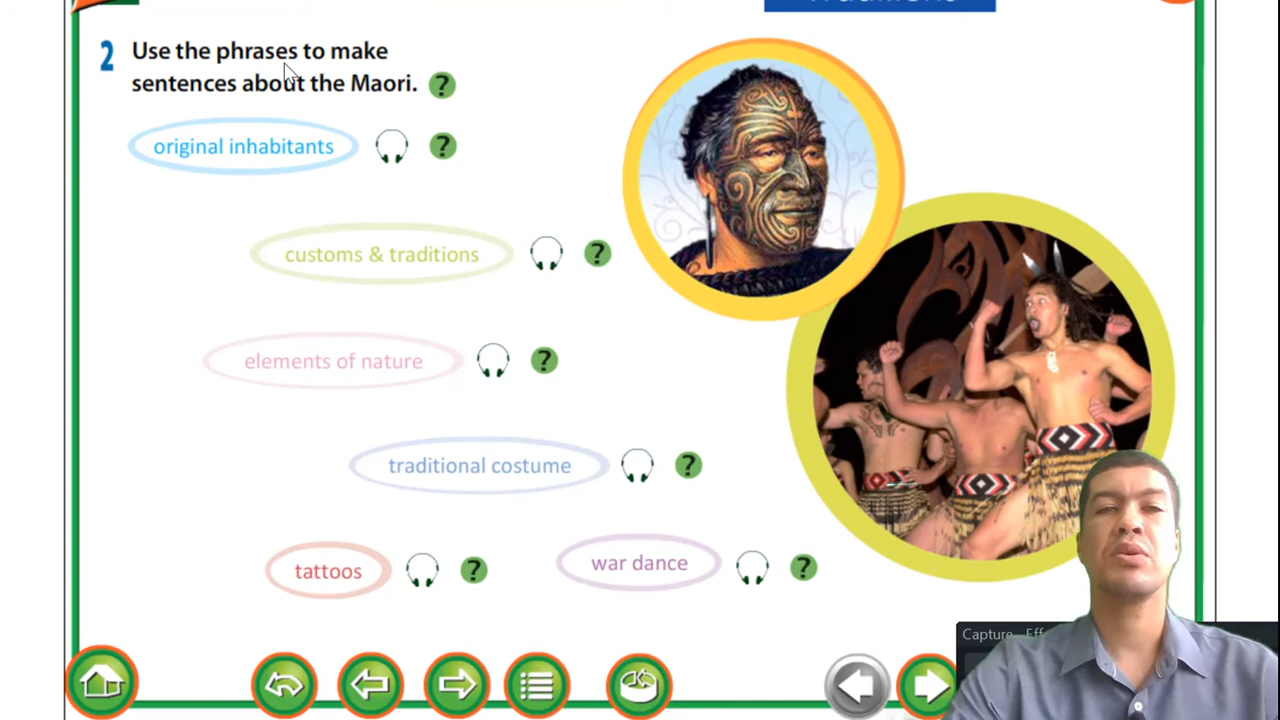 2 Use the phrases to make
sentences about the Maori. ?
original inhabitants ?
customs & traditions ?
elements of nature ?
traditional costume ?
tattoos ?
war dance ?
Capture